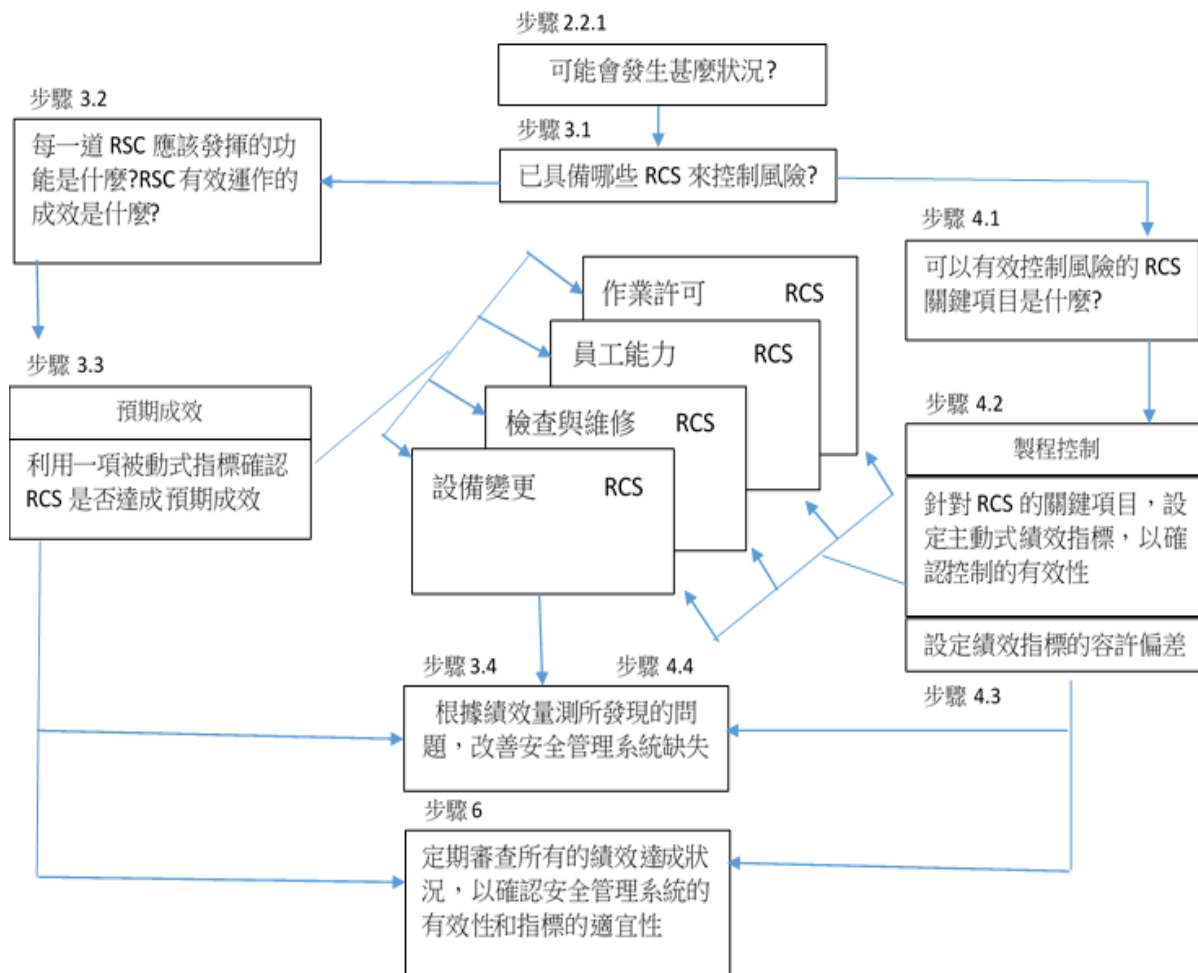 步驟 2.2.1
可能會發生甚麼狀況?
步驟 3.1
已具備哪些 RCS 來控制風險?
步驟 3.2
每一道 RSC 應該發揮的功
能是什麼?RSC 有效運作的
成效是什麼?
步驟 4.1
可以有效控制風險的 RCS
關鍵項目是什麼?
作業許可 RCS
員工能力 RCS
檢查與維修 RCS
設備變更 RCS
步驟 3.3
預期成效
利用一項被動式指標確認
RCS 是否達成預期成效
步驟 4.2
製程控制
針對 RCS 的關鍵項目，設
定主動式績效指標，以確
認控制的有效性
設定績效指標的容許偏差
步驟 4.3
步驟 3.4 步驟 4.4
根據績效量測所發現的問
題，改善安全管理系統缺失
步驟 6
定期審查所有的績效達成狀
況，以確認安全管理系統的
有效性和指標的適宜性